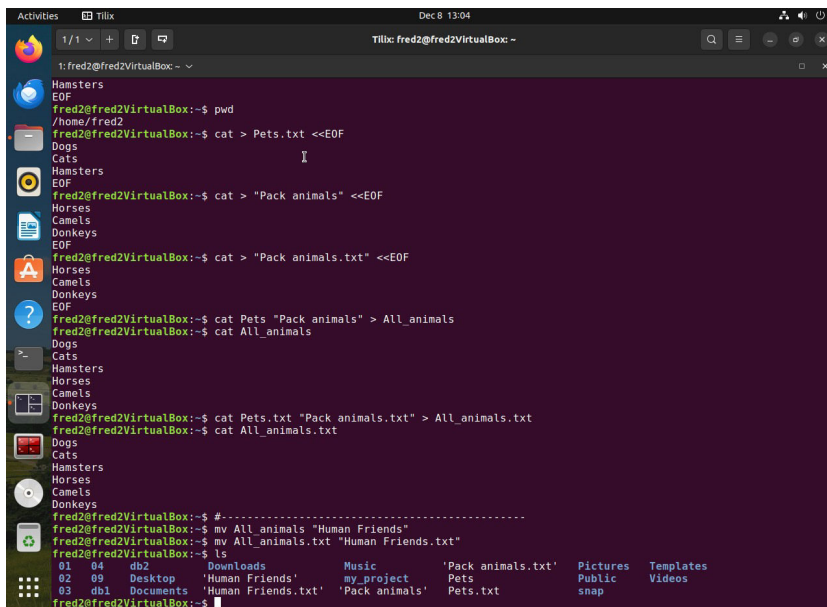 Activities Tilix Dec 8 13:04
1/1 Tilix: fred2@fred2VirtualBox: ~
1: fred2@fred2VirtualBox: ~
Hamsters
EOF
fred2@fred2VirtualBox:~$ pwd
/home/fred2
fred2@fred2VirtualBox:~$ cat > Pets.txt <<EOF
Dogs
Cats
Hamsters
EOF
fred2@fred2VirtualBox:~$ cat > "Pack animals" <<EOF
Horses
Camels
Donkeys
EOF
fred2@fred2VirtualBox:~$ cat > "Pack animals.txt" <<EOF
Horses
Camels
Donkeys
EOF
fred2@fred2VirtualBox:~$ cat Pets "Pack animals" > All_animals
fred2@fred2VirtualBox:~$ cat All_animals
Dogs
Cats
Hamsters
Horses
Camels
Donkeys
fred2@fred2VirtualBox:~$ cat Pets.txt "Pack animals.txt" > All_animals.txt
fred2@fred2VirtualBox:~$ cat All_animals.txt
Dogs
Cats
Hamsters
Horses
Camels
Donkeys
fred2@fred2VirtualBox:~$ #----------------------------------------------
fred2@fred2VirtualBox:~$ mv All_animals "Human Friends"
fred2@fred2VirtualBox:~$ mv All_animals.txt "Human Friends.txt"
fred2@fred2VirtualBox:~$ ls
01 04 db2 Downloads Music 'Pack animals.txt' Pictures Templates
02 09 Desktop 'Human Friends' my_project Pets Public Videos
03 db1 Documents 'Human Friends.txt' 'Pack animals' Pets.txt snap
fred2@fred2VirtualBox:~$